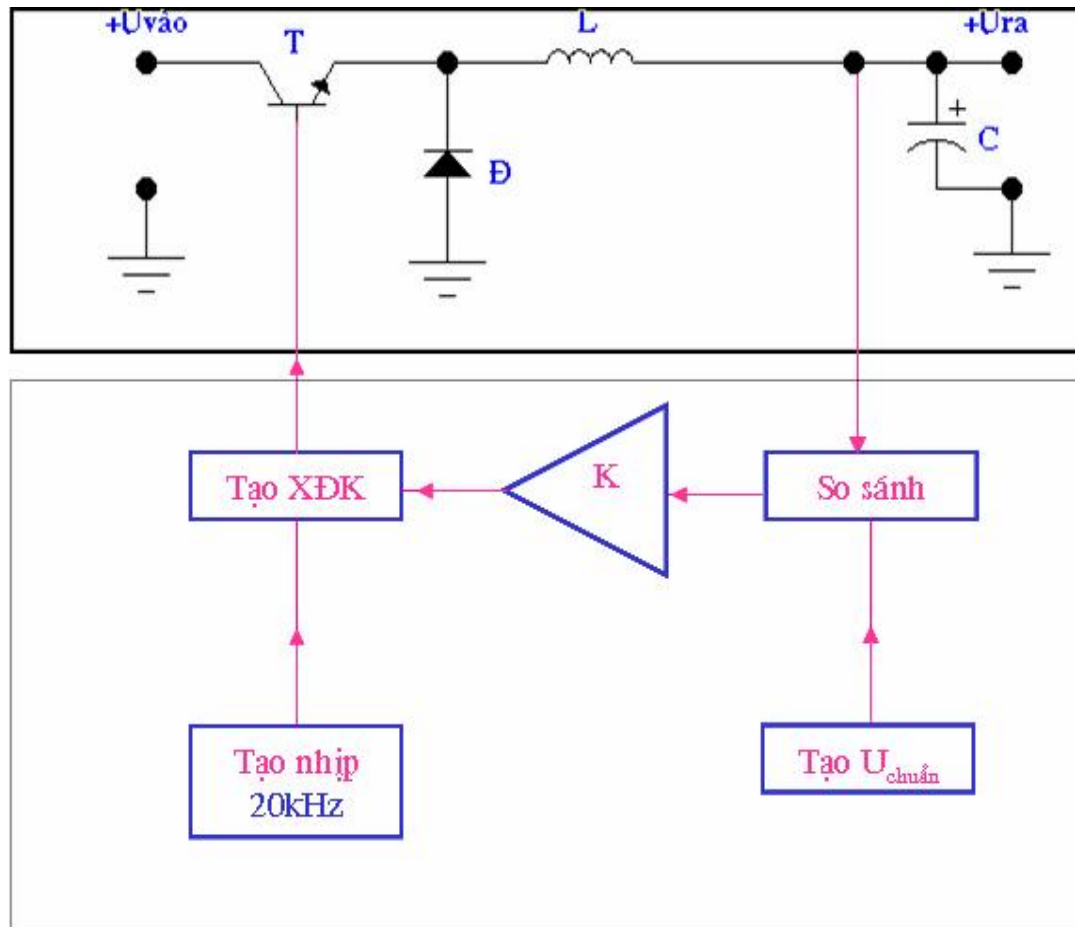 +Uvào
T
L
+Ura
+
C
Đ
Tạo XĐK
K
So sánh
Tạo nhịp
20kHz
Tạo Uchuẩn